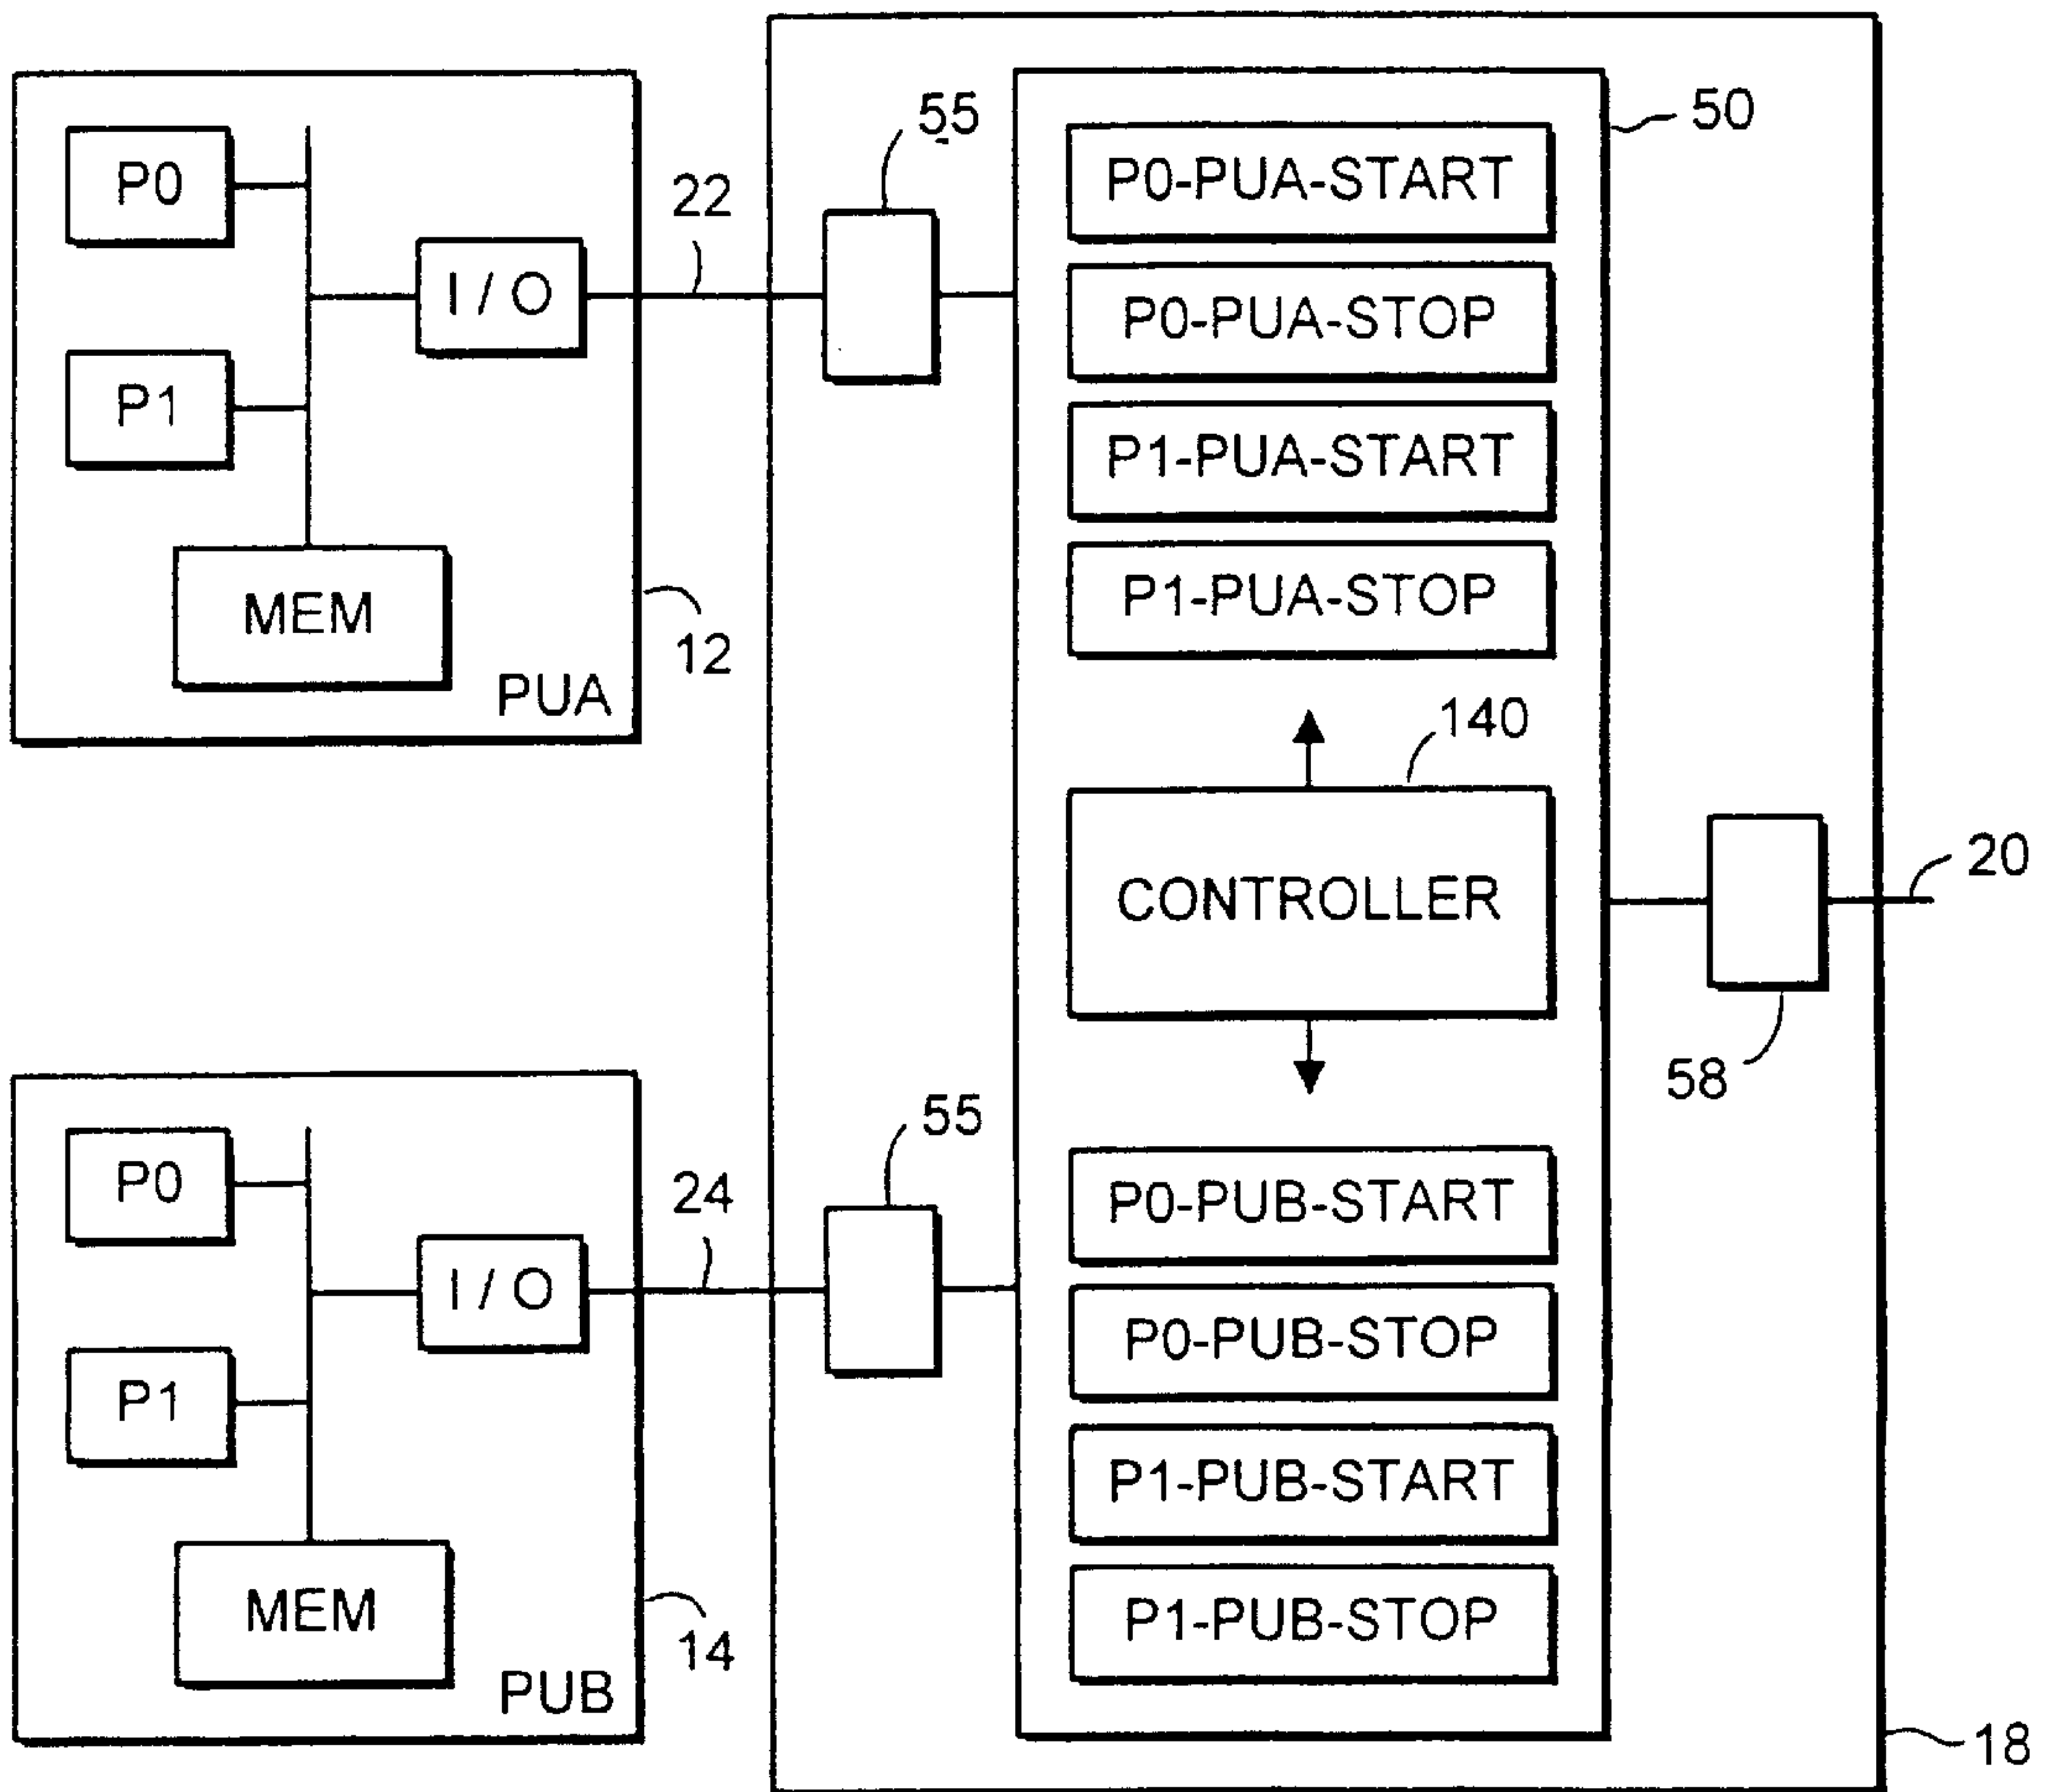 P0
P1
I / O
MEM
PUA
12
22
55
P0-PUA-START
P0-PUA-STOP
P1-PUA-START
P1-PUA-STOP
50
140
CONTROLLER
58
20
P0
P1
I / O
MEM
PUB
14
24
55
P0-PUB-START
P0-PUB-STOP
P1-PUB-START
P1-PUB-STOP
18